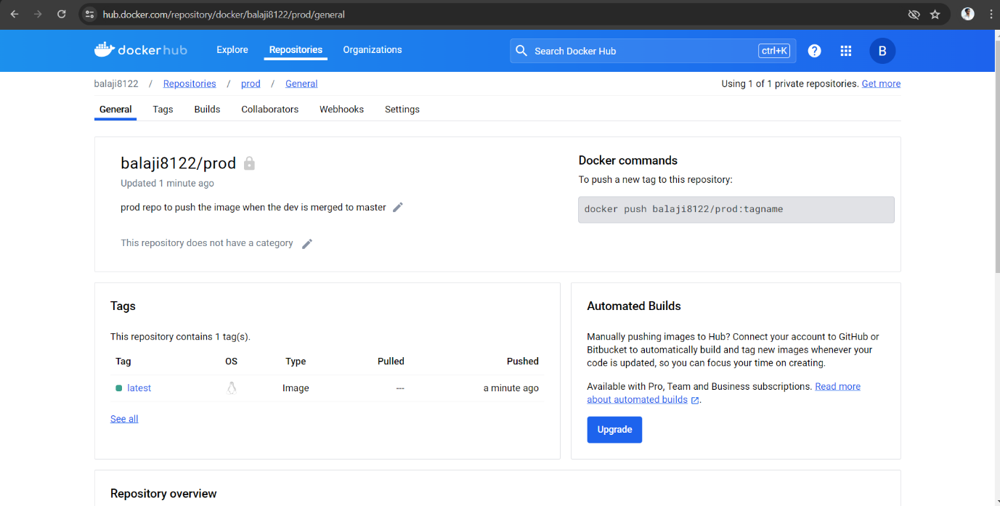 hub.docker.com/repository/docker/balaji8122/prod/general
docker hub
Explore
Repositories
Organizations
Search Docker Hub
ctrl+K
?
B
balaji8122 / Repositories / prod / General
Using 1 of 1 private repositories. Get more
General
Tags
Builds
Collaborators
Webhooks
Settings
balaji8122/prod
Updated 1 minute ago
prod repo to push the image when the dev is merged to master
This repository does not have a category
Docker commands
To push a new tag to this repository:
docker push balaji8122/prod:tagname
Tags
This repository contains 1 tag(s).
Tag OS Type Pulled Pushed
latest Image --- a minute ago
See all
Automated Builds
Manually pushing images to Hub? Connect your account to GitHub or
Bitbucket to automatically build and tag new images whenever your
code is updated, so you can focus your time on creating.
Available with Pro, Team and Business subscriptions. Read more
about automated builds .
Upgrade
Repository overview